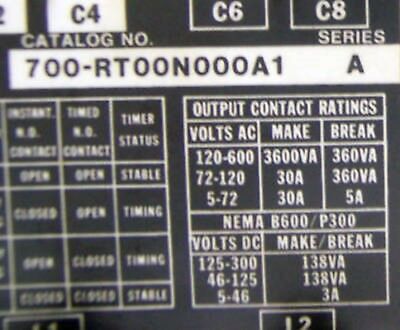 2 C4 C6 C8
CATALOG NO. SERIES
700-RT00N000A1 A
INSTANT. N.O. CONTACT TIMED N.O. CONTACT TIMER STATUS
OPEN OPEN STABLE
CLOSED OPEN TIMING
OPEN CLOSED TIMING
CLOSED CLOSED STABLE
OUTPUT CONTACT RATINGS
VOLTS AC MAKE BREAK
120-600 3600VA 360VA
72-120 30A 360VA
5-72 30A 5A
NEMA B600/P300
VOLTS DC MAKE/BREAK
125-300 138VA
46-125 138VA
5-46 3A
L1 L2